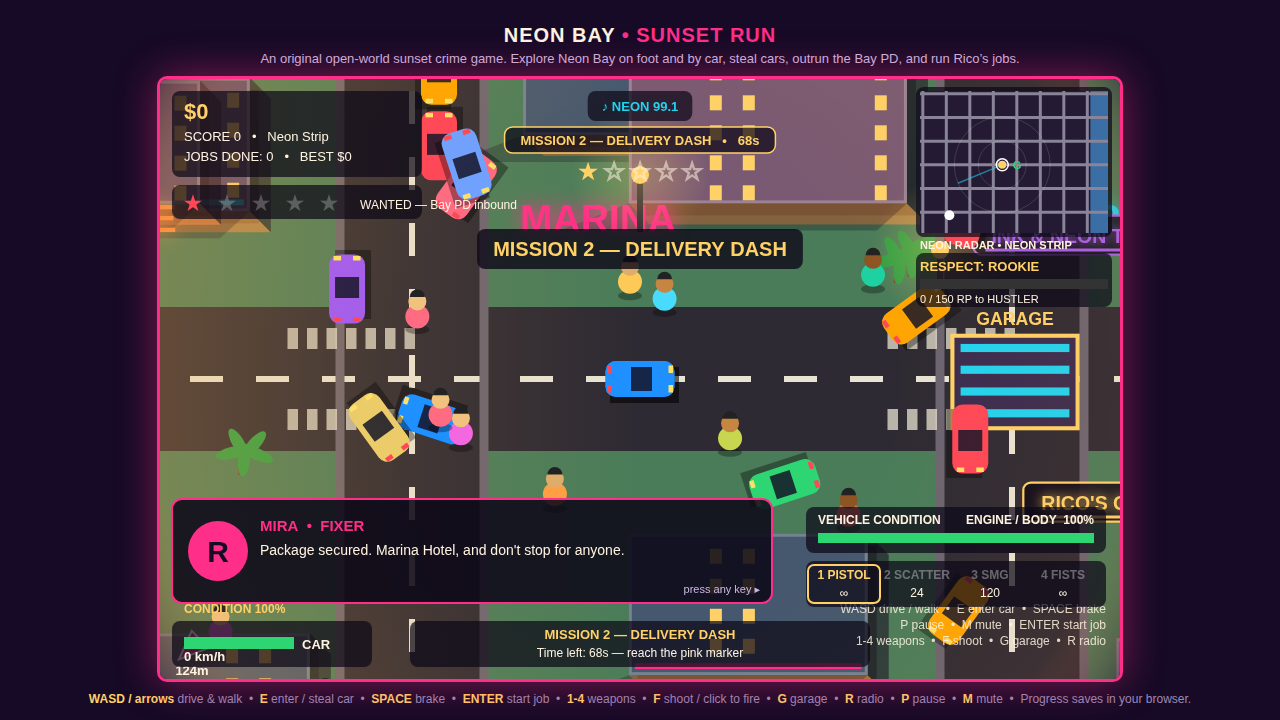 NEON BAY • SUNSET RUN
An original open-world sunset crime game. Explore Neon Bay on foot and by car, steal cars, outrun the Bay PD, and run Rico's jobs.
$0
SCORE 0 • Neon Strip
JOBS DONE: 0 • BEST $0
WANTED — Bay PD inbound
♪ NEON 99.1
MISSION 2 — DELIVERY DASH • 68s
MARINA
MISSION 2 — DELIVERY DASH
NEON RADAR • NEON STRIP
RESPECT: ROOKIE
0 / 150 RP to HUSTLER
GARAGE
RICO'S
MIRA • FIXER
R
Package secured. Marina Hotel, and don't stop for anyone.
press any key ▸
VEHICLE CONDITION ENGINE / BODY 100%
1 PISTOL 2 SCATTER 3 SMG 4 FISTS
∞ 24 120 ∞
WASD drive / walk • E enter car • SPACE brake
P pause • M mute • ENTER start job
1-4 weapons • F shoot • G garage • R radio
CONDITION 100%
CAR
0 km/h
124m
MISSION 2 — DELIVERY DASH
Time left: 68s — reach the pink marker
WASD / arrows drive & walk • E enter / steal car • SPACE brake • ENTER start job • 1-4 weapons • F shoot / click to fire • G garage • R radio • P pause • M mute • Progress saves in your browser.